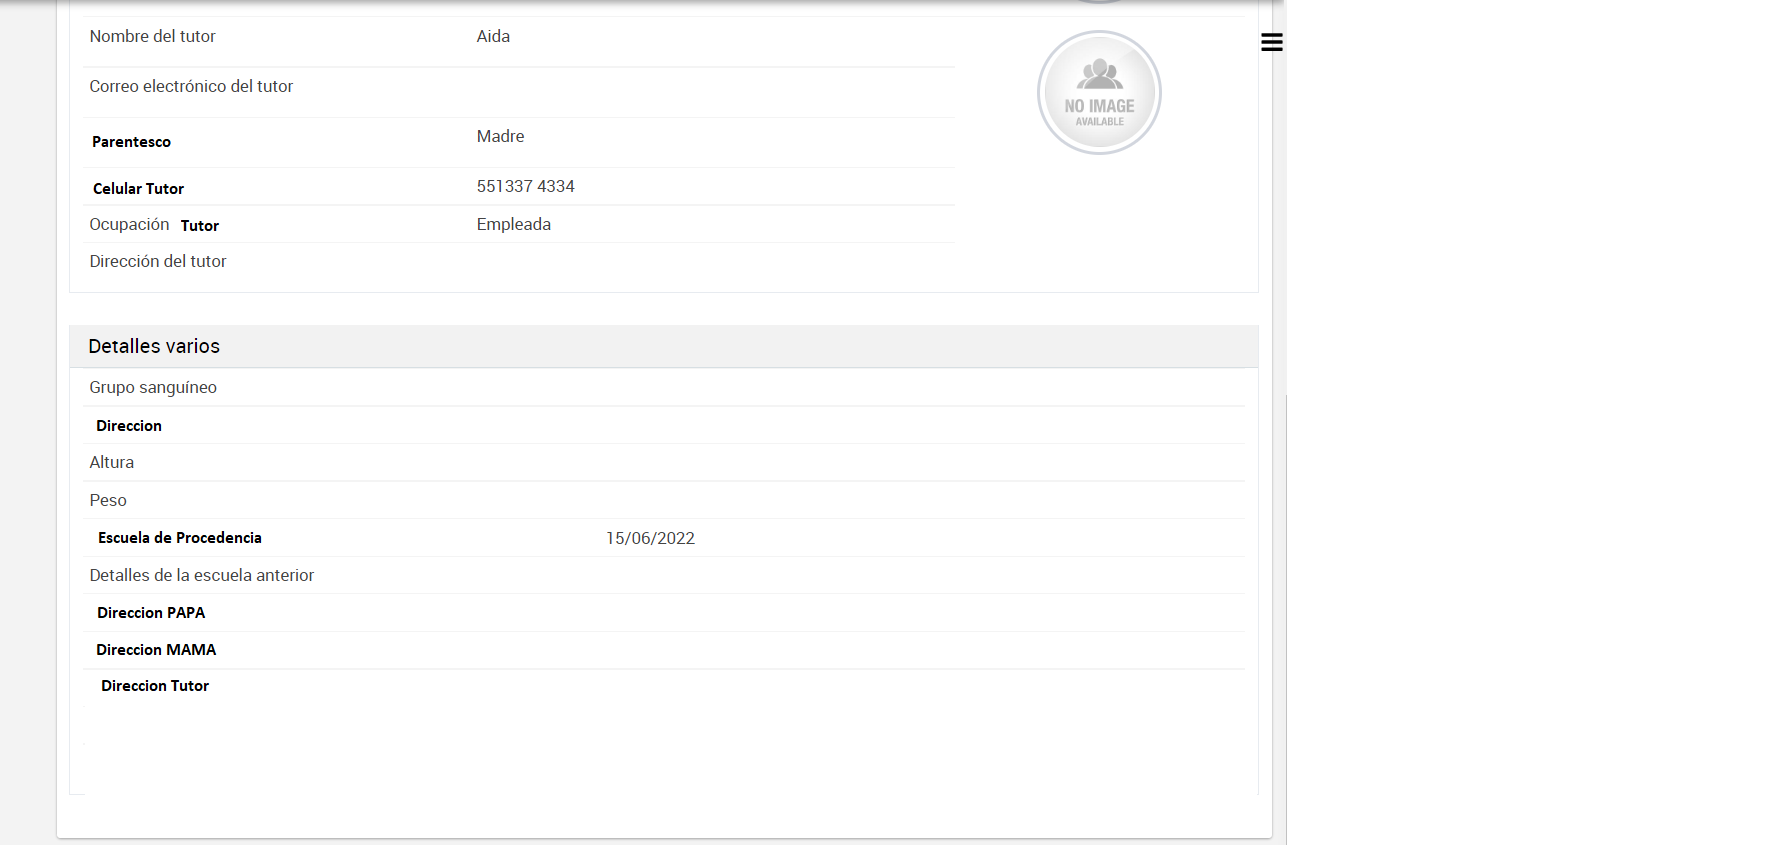 Nombre del tutor Aida
Correo electrónico del tutor
NO IMAGE
AVAILABLE
Parentesco Madre
Celular Tutor 551337 4334
Ocupación Tutor Empleada
Dirección del tutor
Detalles varios
Grupo sanguíneo
Direccion
Altura
Peso
Escuela de Procedencia 15/06/2022
Detalles de la escuela anterior
Direccion PAPA
Direccion MAMA
Direccion Tutor